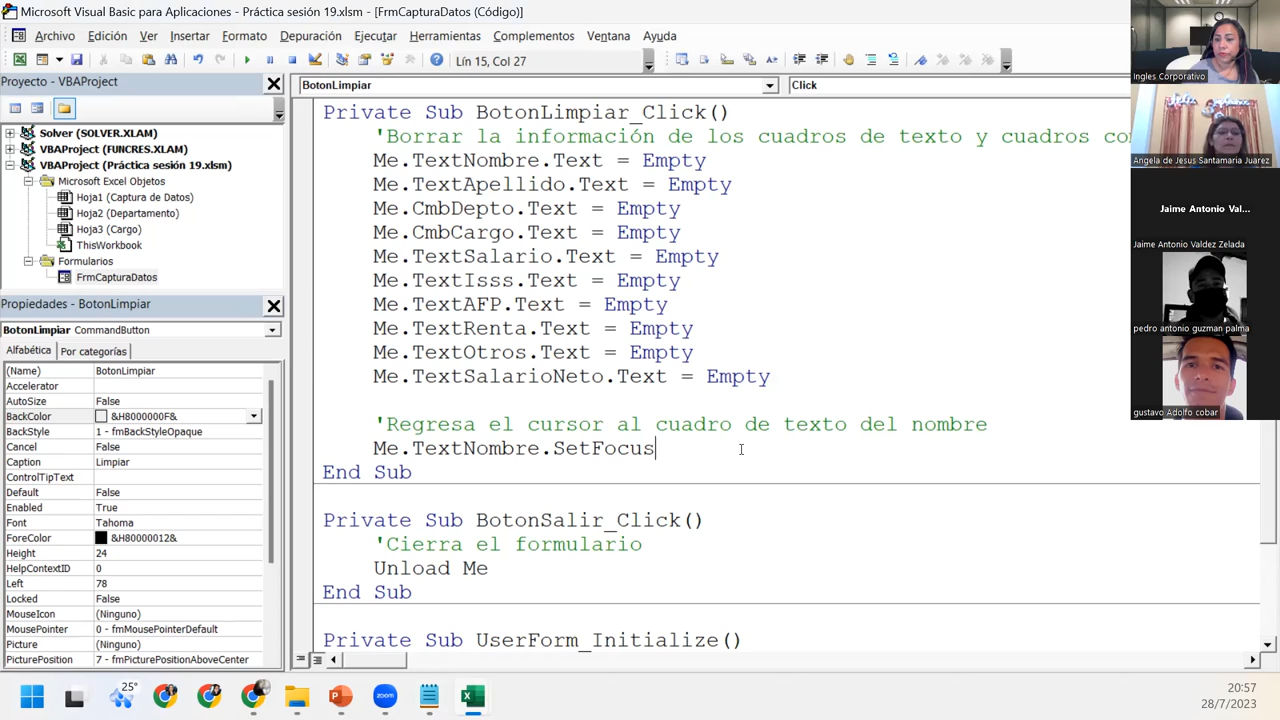 Microsoft Visual Basic para Aplicaciones - Práctica sesión 19.xlsm - [FrmCapturaDatos (Código)]
Archivo Edición Ver Insertar Formato Depuración Ejecutar Herramientas Complementos Ventana Ayuda
Lín 15, Col 27
Proyecto - VBAProject
Solver (SOLVER.XLAM)
VBAProject (FUNCRES.XLAM)
VBAProject (Práctica sesión 19.xlsm)
Microsoft Excel Objetos
Hoja1 (Captura de Datos)
Hoja2 (Departamento)
Hoja3 (Cargo)
ThisWorkbook
Formularios
FrmCapturaDatos
Propiedades - BotonLimpiar
BotonLimpiar CommandButton
Alfabética Por categorías
(Name) BotonLimpiar
Accelerator
AutoSize False
BackColor &H8000000F&
BackStyle 1 - fmBackStyleOpaque
Cancel False
Caption Limpiar
ControlTipText
Default False
Enabled True
Font Tahoma
ForeColor &H80000012&
Height 24
HelpContextID 0
Left 78
Locked False
MouseIcon (Ninguno)
MousePointer 0 - fmMousePointerDefault
Picture (Ninguno)
PicturePosition 7 - fmPicturePositionAboveCenter
BotonLimpiar Click
Private Sub BotonLimpiar_Click()
'Borrar la información de los cuadros de texto y cuadros co
Me.TextNombre.Text = Empty
Me.TextApellido.Text = Empty
Me.CmbDepto.Text = Empty
Me.CmbCargo.Text = Empty
Me.TextSalario.Text = Empty
Me.TextIsss.Text = Empty
Me.TextAFP.Text = Empty
Me.TextRenta.Text = Empty
Me.TextOtros.Text = Empty
Me.TextSalarioNeto.Text = Empty
'Regresa el cursor al cuadro de texto del nombre
Me.TextNombre.SetFocus
End Sub
Private Sub BotonSalir_Click()
'Cierra el formulario
Unload Me
End Sub
Private Sub UserForm_Initialize()
Ingles Corporativo
Angela de Jesus Santamaria Juarez
Jaime Antonio Val...
Jaime Antonio Valdez Zelada
pedro antonio guzman palma
gustavo Adolfo cobar
25°
zoom
20:57
28/7/2023